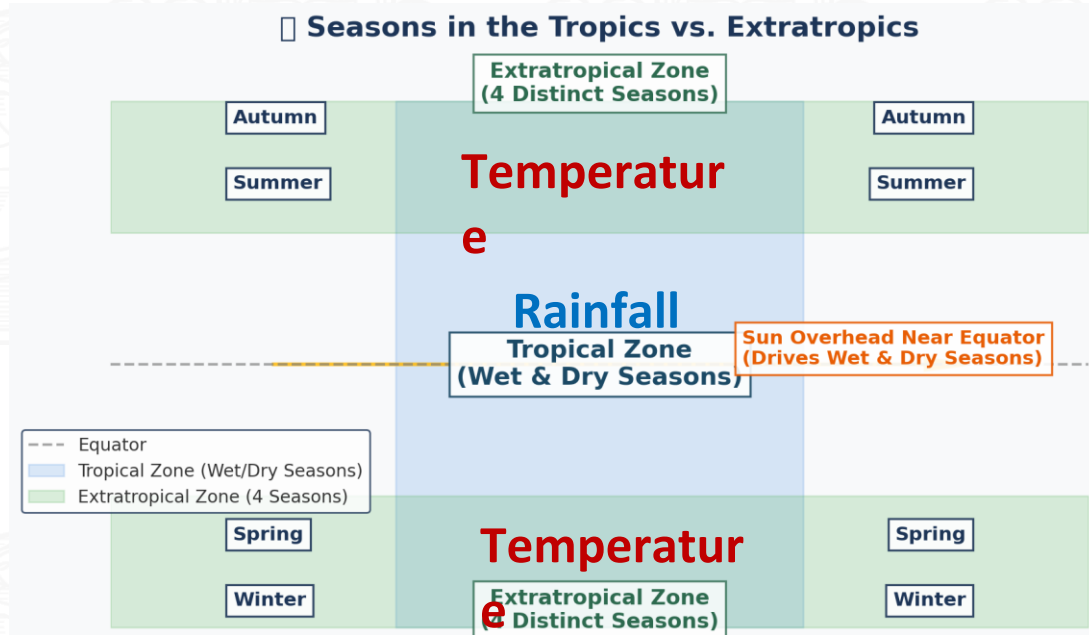 Seasons in the Tropics vs. Extratropics
Extratropical Zone
(4 Distinct Seasons)
Autumn
Autumn
Temperatur
e
Summer
Summer
Rainfall
Tropical Zone
(Wet & Dry Seasons)
Sun Overhead Near Equator
(Drives Wet & Dry Seasons)
Equator
Tropical Zone (Wet/Dry Seasons)
Extratropical Zone (4 Seasons)
Spring
Spring
Temperatur
e
Winter
Winter
Extratropical Zone
(4 Distinct Seasons)